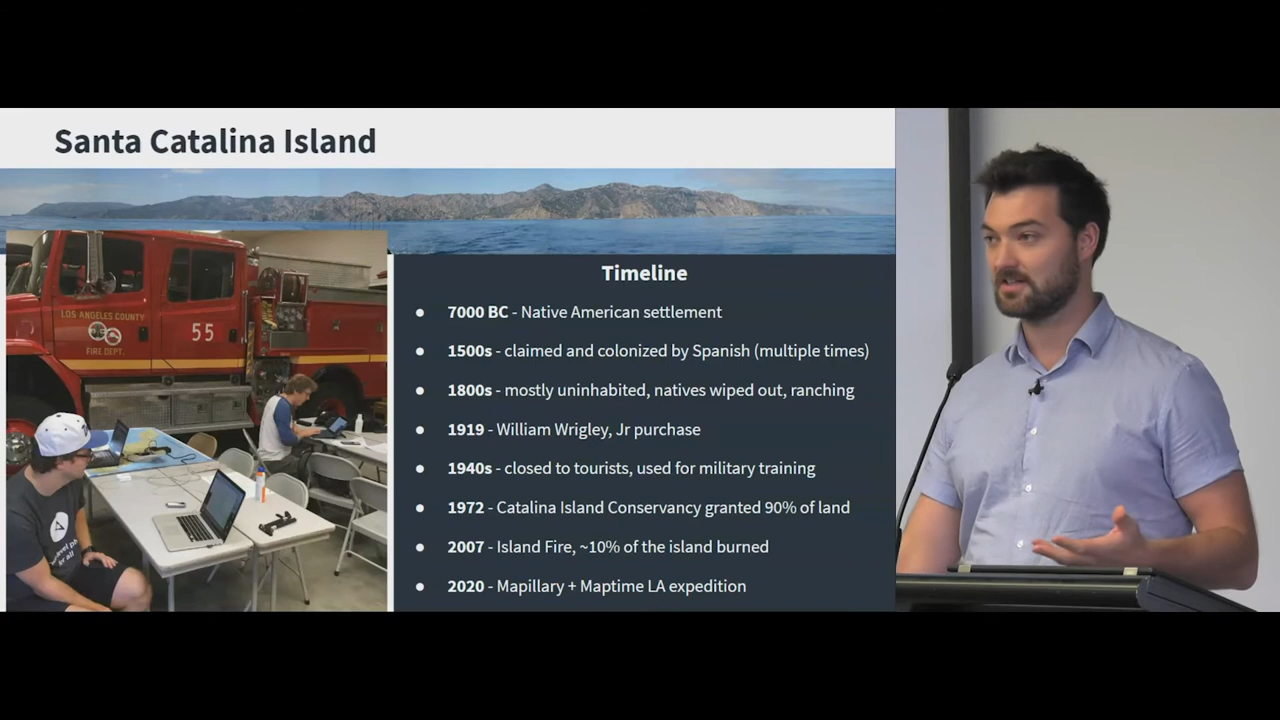 Santa Catalina Island
LOS ANGELES COUNTY
FIRE DEPT.
55
Timeline
● 7000 BC - Native American settlement
● 1500s - claimed and colonized by Spanish (multiple times)
● 1800s - mostly uninhabited, natives wiped out, ranching
● 1919 - William Wrigley, Jr purchase
● 1940s - closed to tourists, used for military training
● 1972 - Catalina Island Conservancy granted 90% of land
● 2007 - Island Fire, ~10% of the island burned
● 2020 - Mapillary + Maptime LA expedition